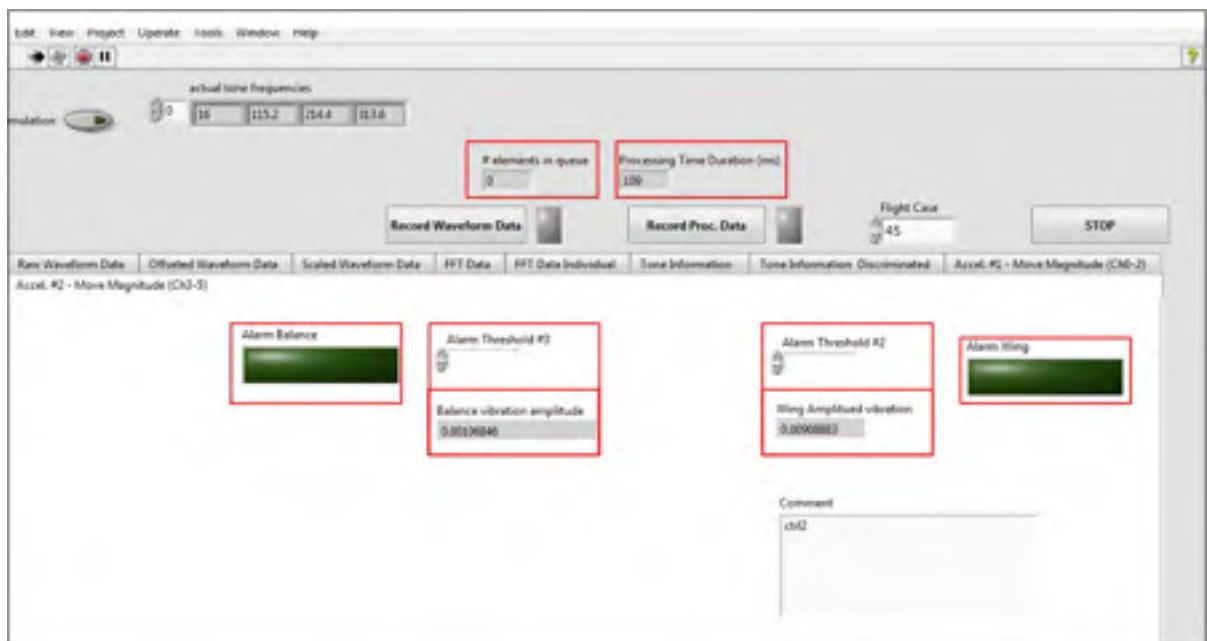 Edit View Project Operate Tools Window Help
actual tone frequencies
mulation 0 16 115.2 214.4 313.6
# elements in queue Processing Time Duration (ms)
0 109
Flight Case
Record Waveform Data Record Proc. Data 45 STOP
Raw Waveform Data Offseted Waveform Data Scaled Waveform Data FFT Data FFT Data Individual Tone Information Tone Information Discriminated Accel. #1 - Move Magnitude (Ch0-2)
Accel. #2 - Move Magnitude (Ch3-5)
Alarm Balance Alarm Threshold #3 Alarm Threshold #2 Alarm Wing
Balance vibration amplitude Wing Amplitued vibration
0.00106846 0.00908883
Comment